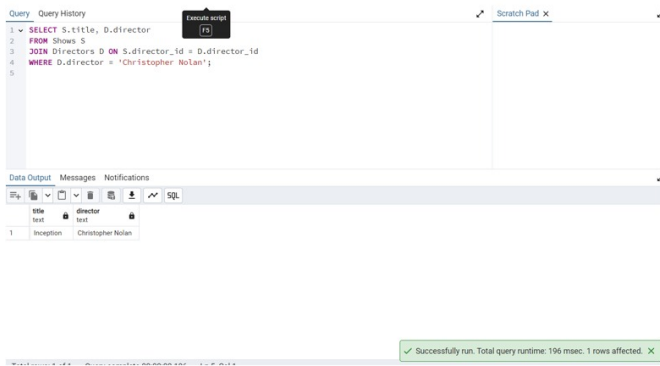 Query Query History
Execute script
F5
Scratch Pad ×
1 SELECT S.title, D.director
2 FROM Shows S
3 JOIN Directors D ON S.director_id = D.director_id
4 WHERE D.director = 'Christopher Nolan';
5
Data Output Messages Notifications
SQL
title director
text text
1 Inception Christopher Nolan
Successfully run. Total query runtime: 196 msec. 1 rows affected.